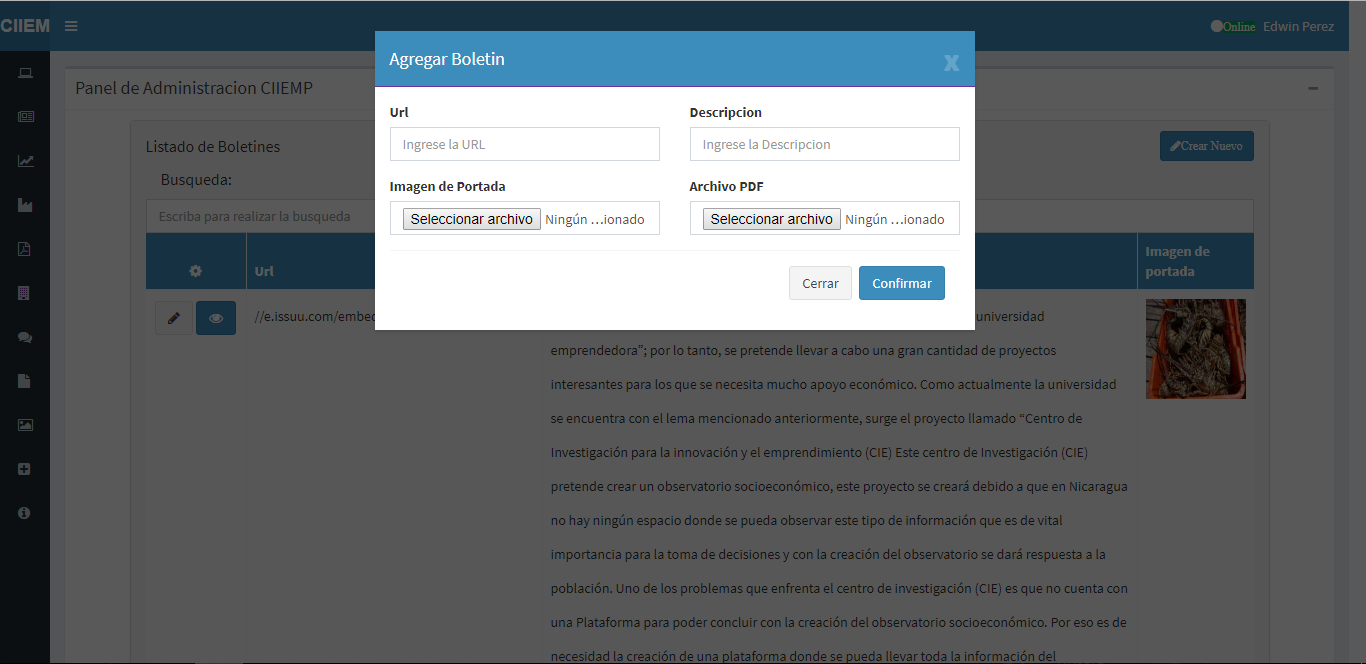 CIIEM
Online Edwin Perez
Agregar Boletin
x
Panel de Administracion CIIEMP
Url
Descripcion
Ingrese la URL
Ingrese la Descripcion
Listado de Boletines
Crear Nuevo
Busqueda:
Imagen de Portada
Archivo PDF
Escriba para realizar la busqueda
Seleccionar archivo Ningún …ionado
Seleccionar archivo Ningún …ionado
Url
Imagen de
portada
Cerrar
Confirmar
//e.issuu.com/embe
universidad
emprendedora”; por lo tanto, se pretende llevar a cabo una gran cantidad de proyectos
interesantes para los que se necesita mucho apoyo económico. Como actualmente la universidad
se encuentra con el lema mencionado anteriormente, surge el proyecto llamado “Centro de
Investigación para la innovación y el emprendimiento (CIE) Este centro de Investigación (CIE)
pretende crear un observatorio socioeconómico, este proyecto se creará debido a que en Nicaragua
no hay ningún espacio donde se pueda observar este tipo de información que es de vital
importancia para la toma de decisiones y con la creación del observatorio se dará respuesta a la
población. Uno de los problemas que enfrenta el centro de investigación (CIE) es que no cuenta con
una Plataforma para poder concluir con la creación del observatorio socioeconómico. Por eso es de
necesidad la creación de una plataforma donde se pueda llevar toda la información del